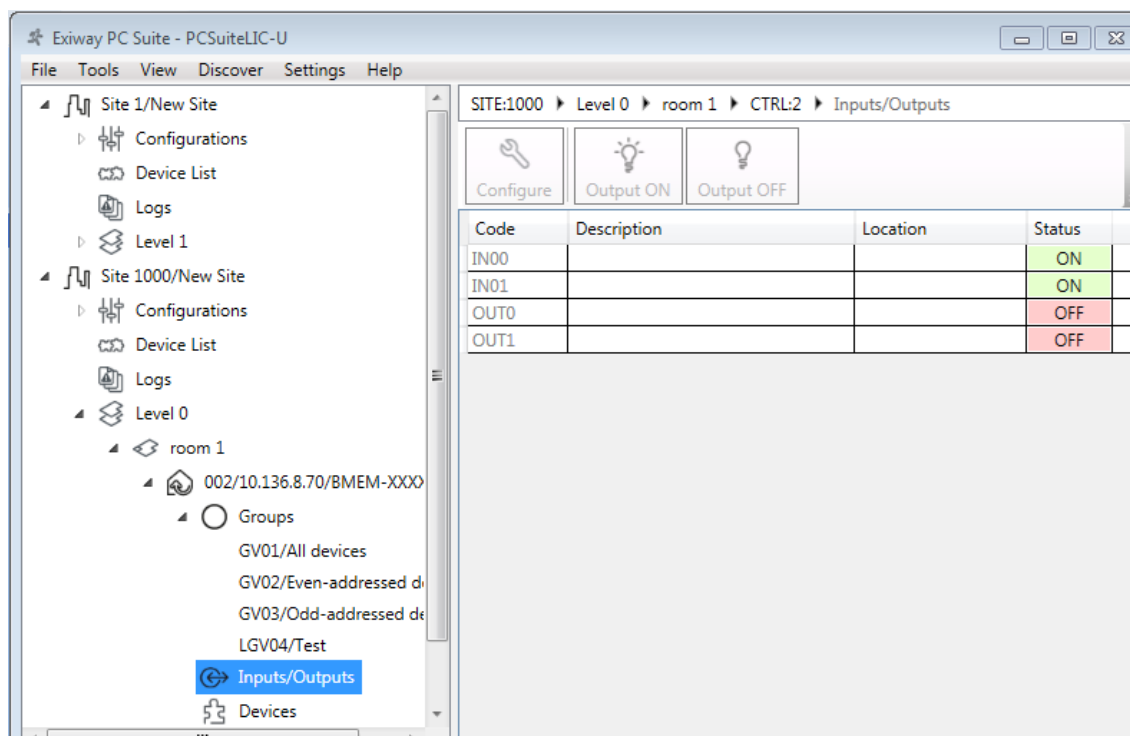 Exiway PC Suite - PCSuiteLIC-U
File Tools View Discover Settings Help
Site 1/New Site
Configurations
Device List
Logs
Level 1
Site 1000/New Site
Configurations
Device List
Logs
Level 0
room 1
002/10.136.8.70/BMEM-XXX
Groups
GV01/All devices
GV02/Even-addressed d
GV03/Odd-addressed de
LGV04/Test
Inputs/Outputs
Devices
SITE:1000 Level 0 room 1 CTRL:2 Inputs/Outputs
Configure Output ON Output OFF
Code Description Location Status
IN00 ON
IN01 ON
OUT0 OFF
OUT1 OFF